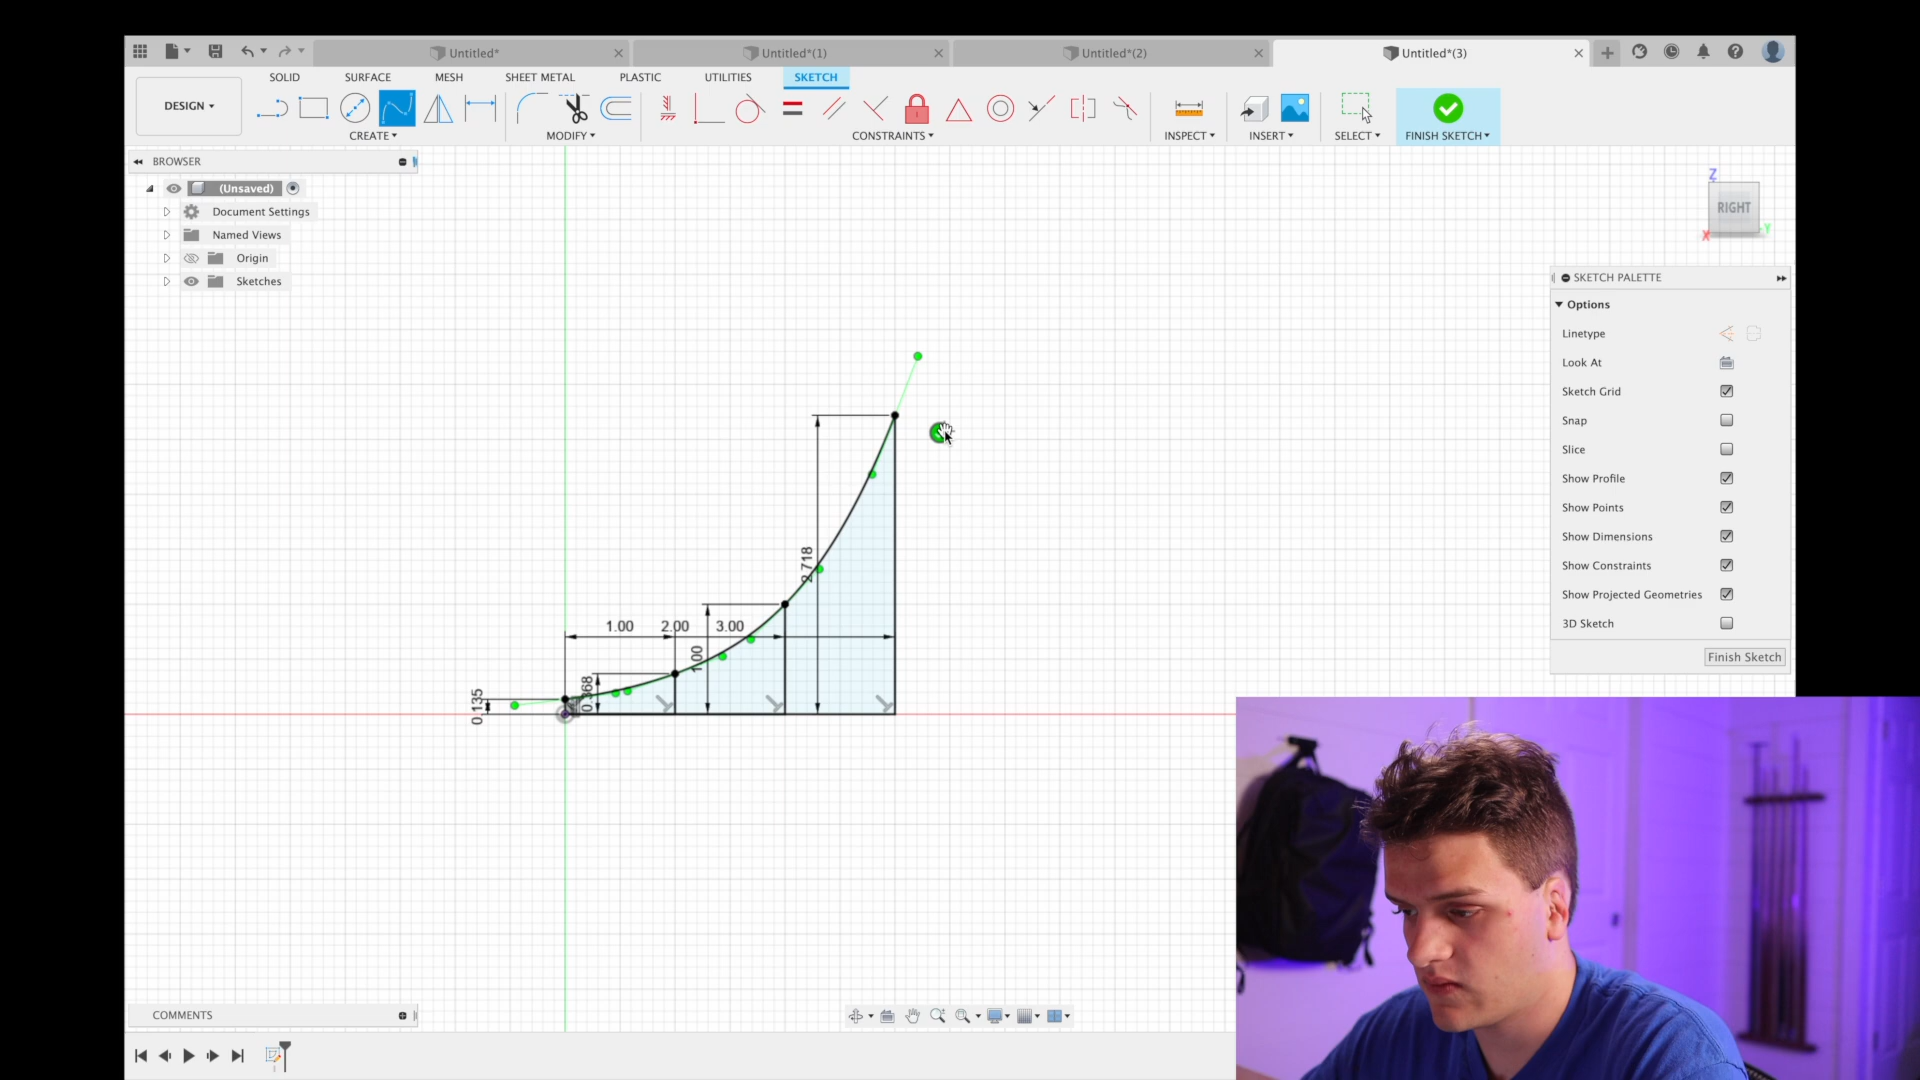 Untitled*
Untitled*(1)
Untitled*(2)
Untitled*(3)
SOLID SURFACE MESH SHEET METAL PLASTIC UTILITIES SKETCH
DESIGN
CREATE MODIFY CONSTRAINTS INSPECT INSERT SELECT FINISH SKETCH
BROWSER
(Unsaved)
Document Settings
Named Views
Origin
Sketches
Z
RIGHT
X
Y
SKETCH PALETTE
Options
Linetype
Look At
Sketch Grid
Snap
Slice
Show Profile
Show Points
Show Dimensions
Show Constraints
Show Projected Geometries
3D Sketch
Finish Sketch
2.718
1.00 2.00 3.00
1.00
0.368
0.135
COMMENTS